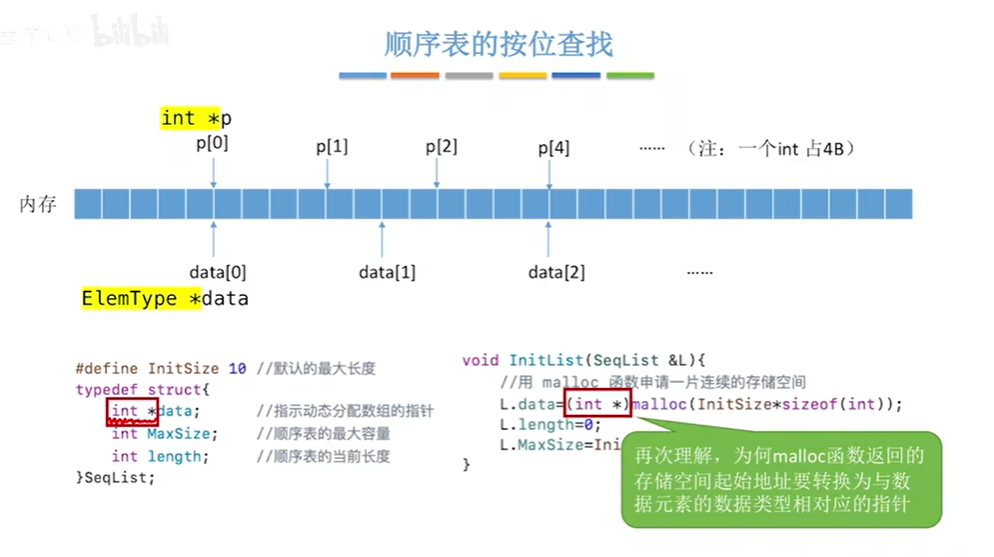 bilibili
顺序表的按位查找
int *p
p[0]
p[1]
p[2]
p[4]
…… （注：一个int 占4B）
内存
data[0]
data[1]
data[2]
……
ElemType *data
#define InitSize 10 //默认的最大长度
typedef struct{
int *data; //指示动态分配数组的指针
int MaxSize; //顺序表的最大容量
int length; //顺序表的当前长度
}SeqList;
void InitList(SeqList &L){
//用 malloc 函数申请一片连续的存储空间
L.data=(int *)malloc(InitSize*sizeof(int));
L.length=0;
L.MaxSize=Ini
}
再次理解，为何malloc函数返回的
存储空间起始地址要转换为与数
据元素的数据类型相对应的指针